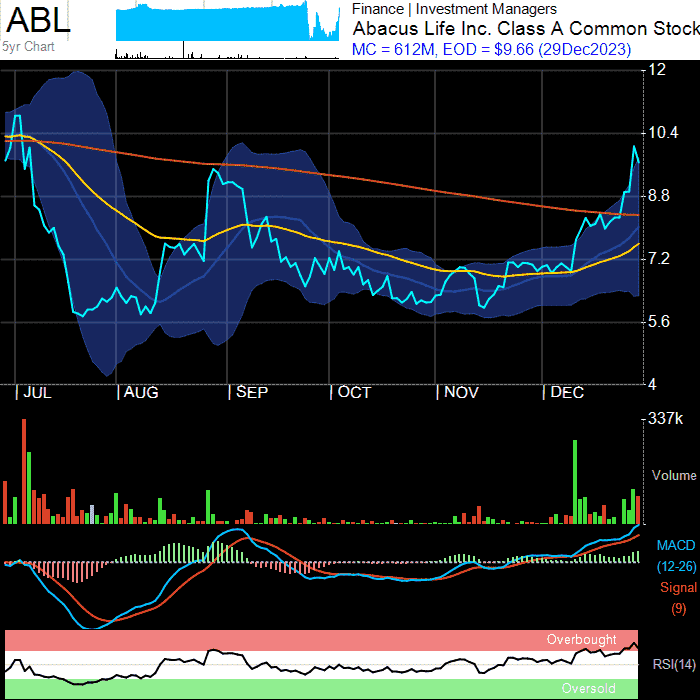 ABL
5yr Chart
Finance | Investment Managers
Abacus Life Inc. Class A Common Stock
MC = 612M, EOD = $9.66 (29Dec2023)
12
10.4
8.8
7.2
5.6
4
| JUL | AUG | SEP | OCT | NOV | DEC
337k
Volume
MACD
(12-26)
Signal
(9)
Overbought
RSI(14)
Oversold